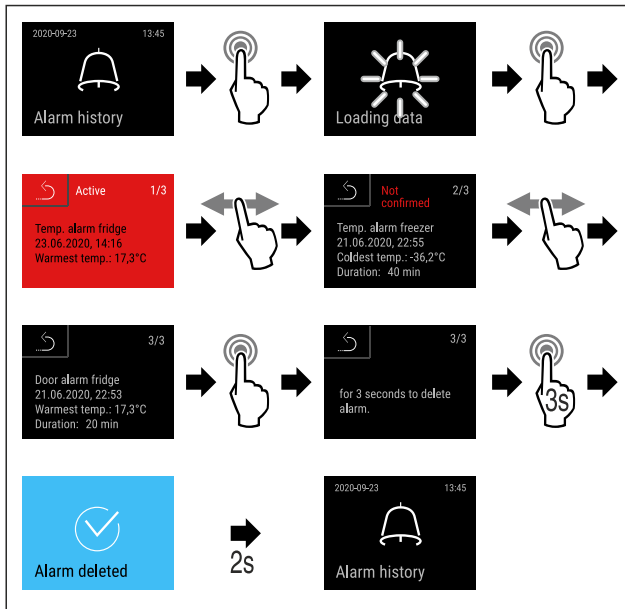 2020-09-23 13:45
Alarm history
Loading data
Active 1/3
Temp. alarm fridge
23.06.2020, 14:16
Warmest temp.: 17,3°C
Not
confirmed 2/3
Temp. alarm freezer
21.06.2020, 22:55
Coldest temp.: -36,2°C
Duration: 40 min
3/3
Door alarm fridge
21.06.2020, 22:53
Warmest temp.: 17,3°C
Duration: 20 min
3/3
for 3 seconds to delete
alarm.
3s
Alarm deleted
2s
2020-09-23 13:45
Alarm history